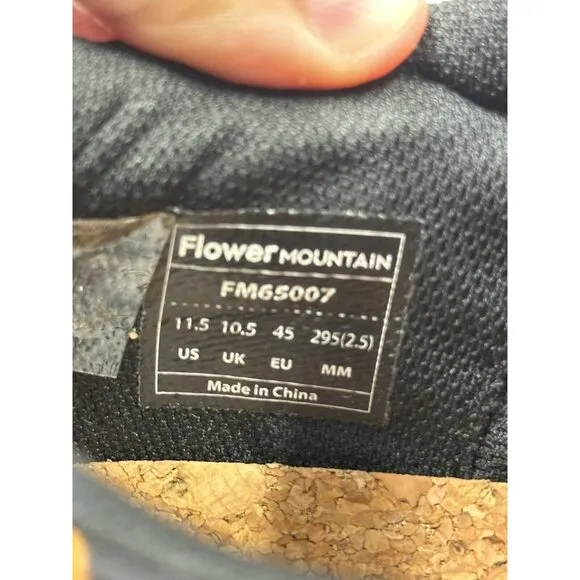 Flower MOUNTAIN
FM65007
11.5 10.5 45 295(2.5)
US UK EU MM
Made in China